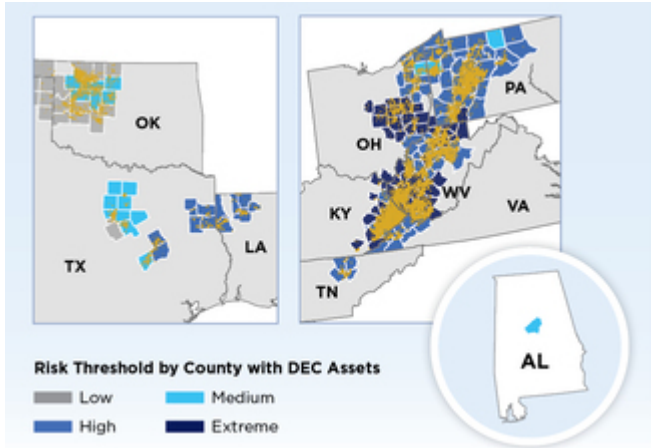 OK
TX
LA
PA
OH
WV
KY
VA
TN
AL
Risk Threshold by County with DEC Assets
Low
Medium
High
Extreme